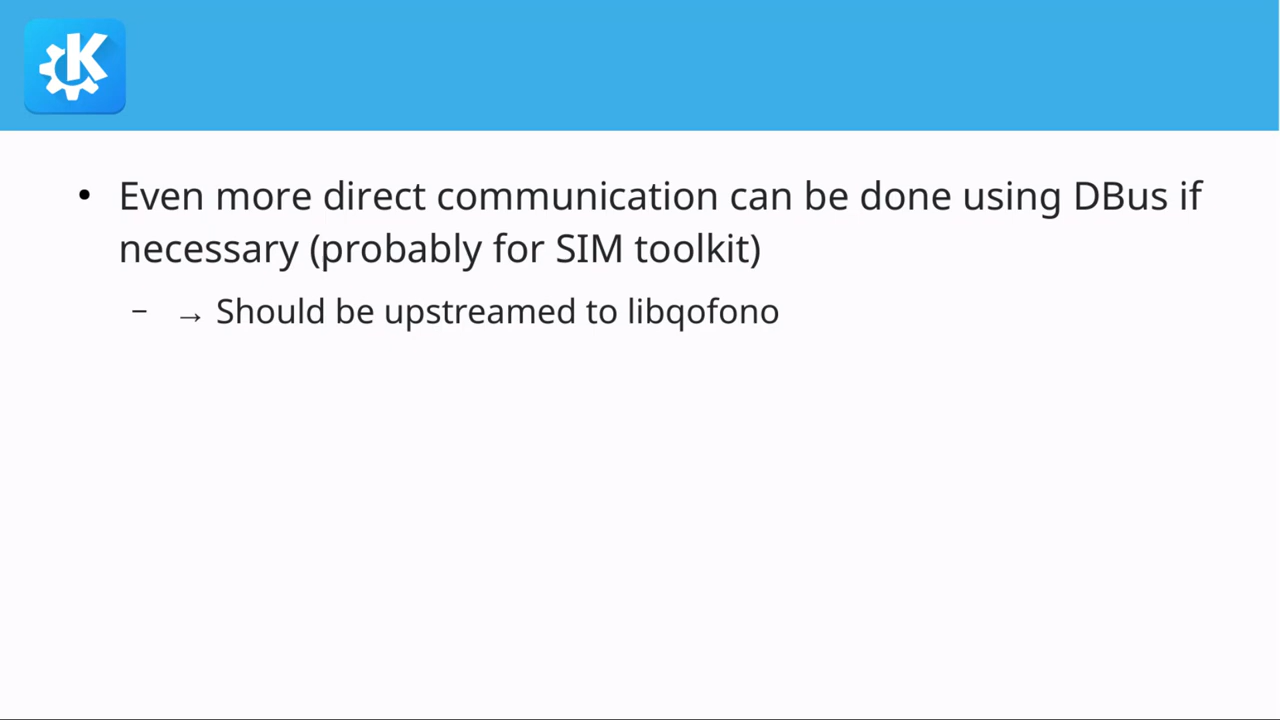 • Even more direct communication can be done using DBus if
necessary (probably for SIM toolkit)
– → Should be upstreamed to libqofono